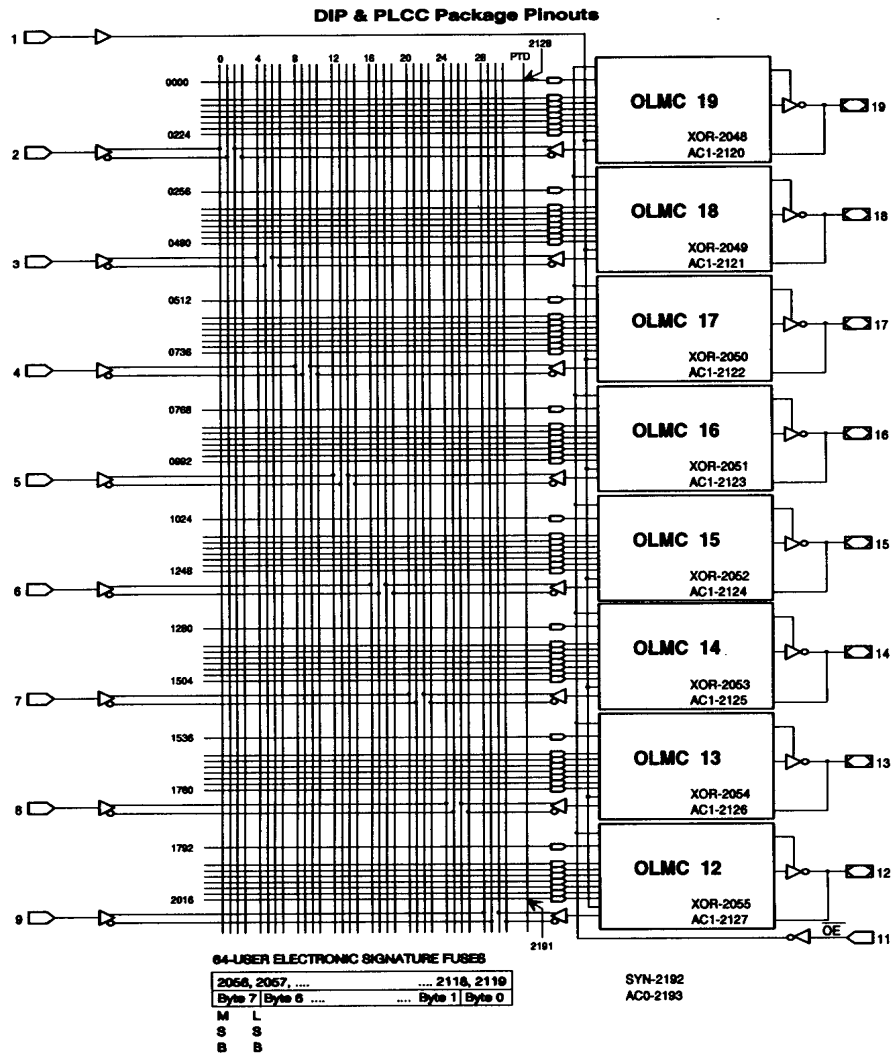 DIP & PLCC Package Pinouts
1
0 4 8 12 16 20 24 28 PTD
2128
0000
OLMC 19
19
0224
XOR-2048
AC1-2120
2
0256
OLMC 18
18
0480
XOR-2049
AC1-2121
3
0512
OLMC 17
17
0736
XOR-2050
AC1-2122
4
0768
OLMC 16
16
0992
XOR-2051
AC1-2123
5
1024
OLMC 15
15
1248
XOR-2052
AC1-2124
6
1280
OLMC 14
14
1504
XOR-2053
AC1-2125
7
1536
OLMC 13
13
1760
XOR-2054
AC1-2126
8
1792
OLMC 12
12
2016
XOR-2055
AC1-2127
9
OE
11
2191
64-USER ELECTRONIC SIGNATURE FUSES
2056, 2057, .... .... 2118, 2119
Byte 7 Byte 6 .... .... Byte 1 Byte 0
M L
S S
B B
SYN-2192
AC0-2193